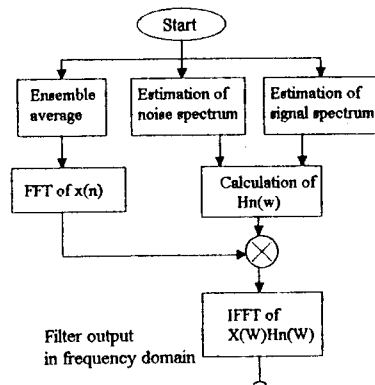 Start
Ensemble
average
Estimation of
noise spectrum
Estimation of
signal spectrum
FFT of x(n)
Calculation of
Hn(w)
IFFT of
X(W)Hn(W)
Filter output
in frequency domain